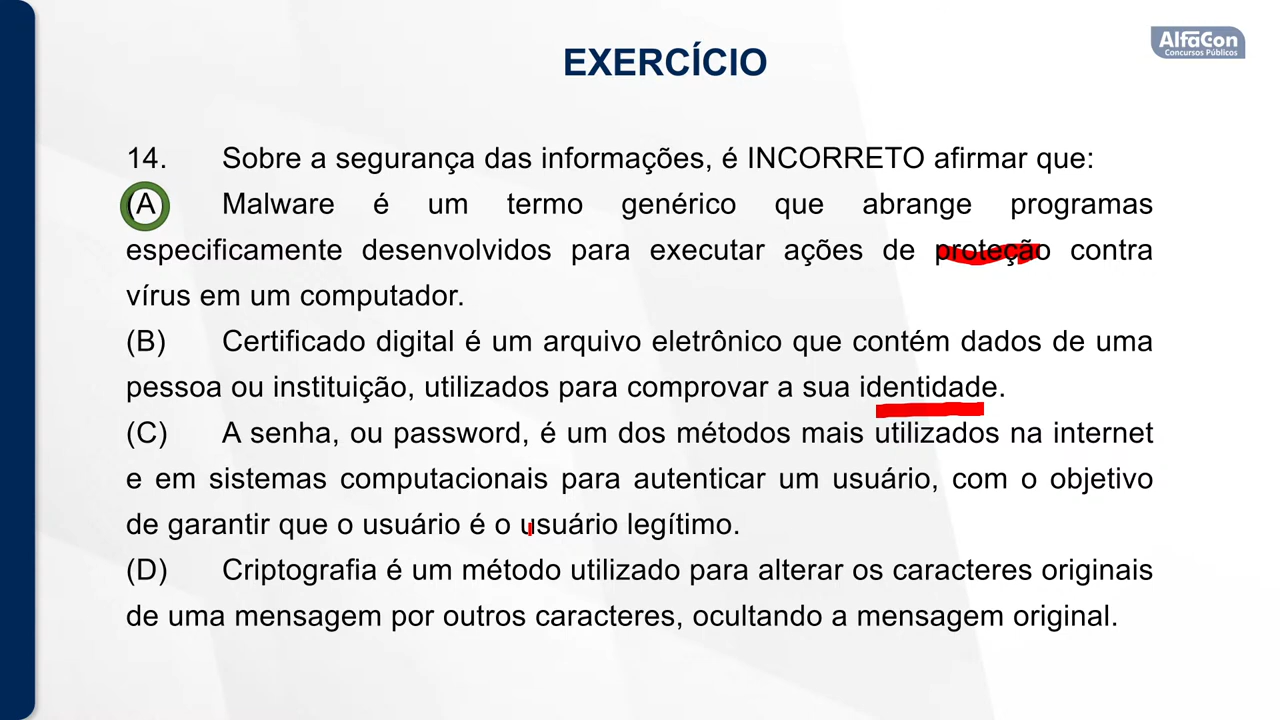 AlfaCon
Concursos Públicos
EXERCÍCIO
14. Sobre a segurança das informações, é INCORRETO afirmar que:
(A) Malware é um termo genérico que abrange programas
especificamente desenvolvidos para executar ações de proteção contra
vírus em um computador.
(B) Certificado digital é um arquivo eletrônico que contém dados de uma
pessoa ou instituição, utilizados para comprovar a sua identidade.
(C) A senha, ou password, é um dos métodos mais utilizados na internet
e em sistemas computacionais para autenticar um usuário, com o objetivo
de garantir que o usuário é o usuário legítimo.
(D) Criptografia é um método utilizado para alterar os caracteres originais
de uma mensagem por outros caracteres, ocultando a mensagem original.